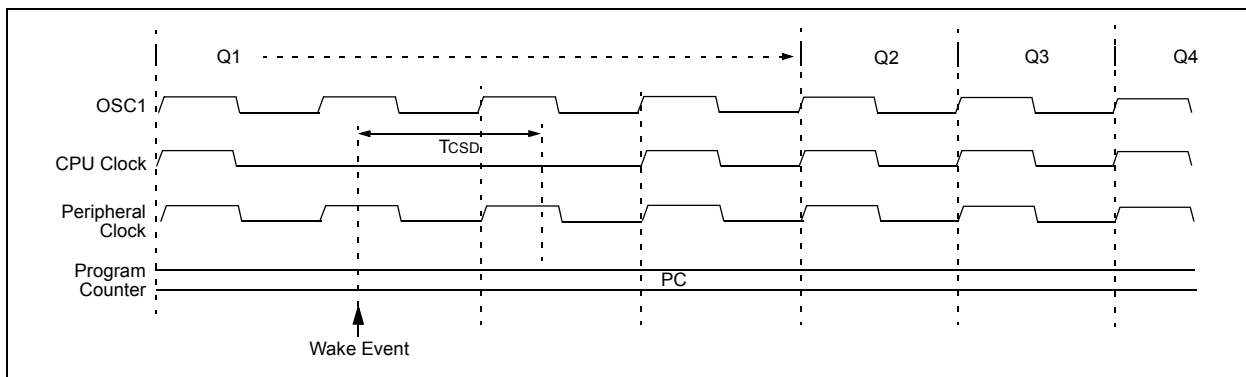 Q1
Q2
Q3
Q4
OSC1
TCSD
CPU Clock
Peripheral
Clock
Program
Counter
PC
Wake Event